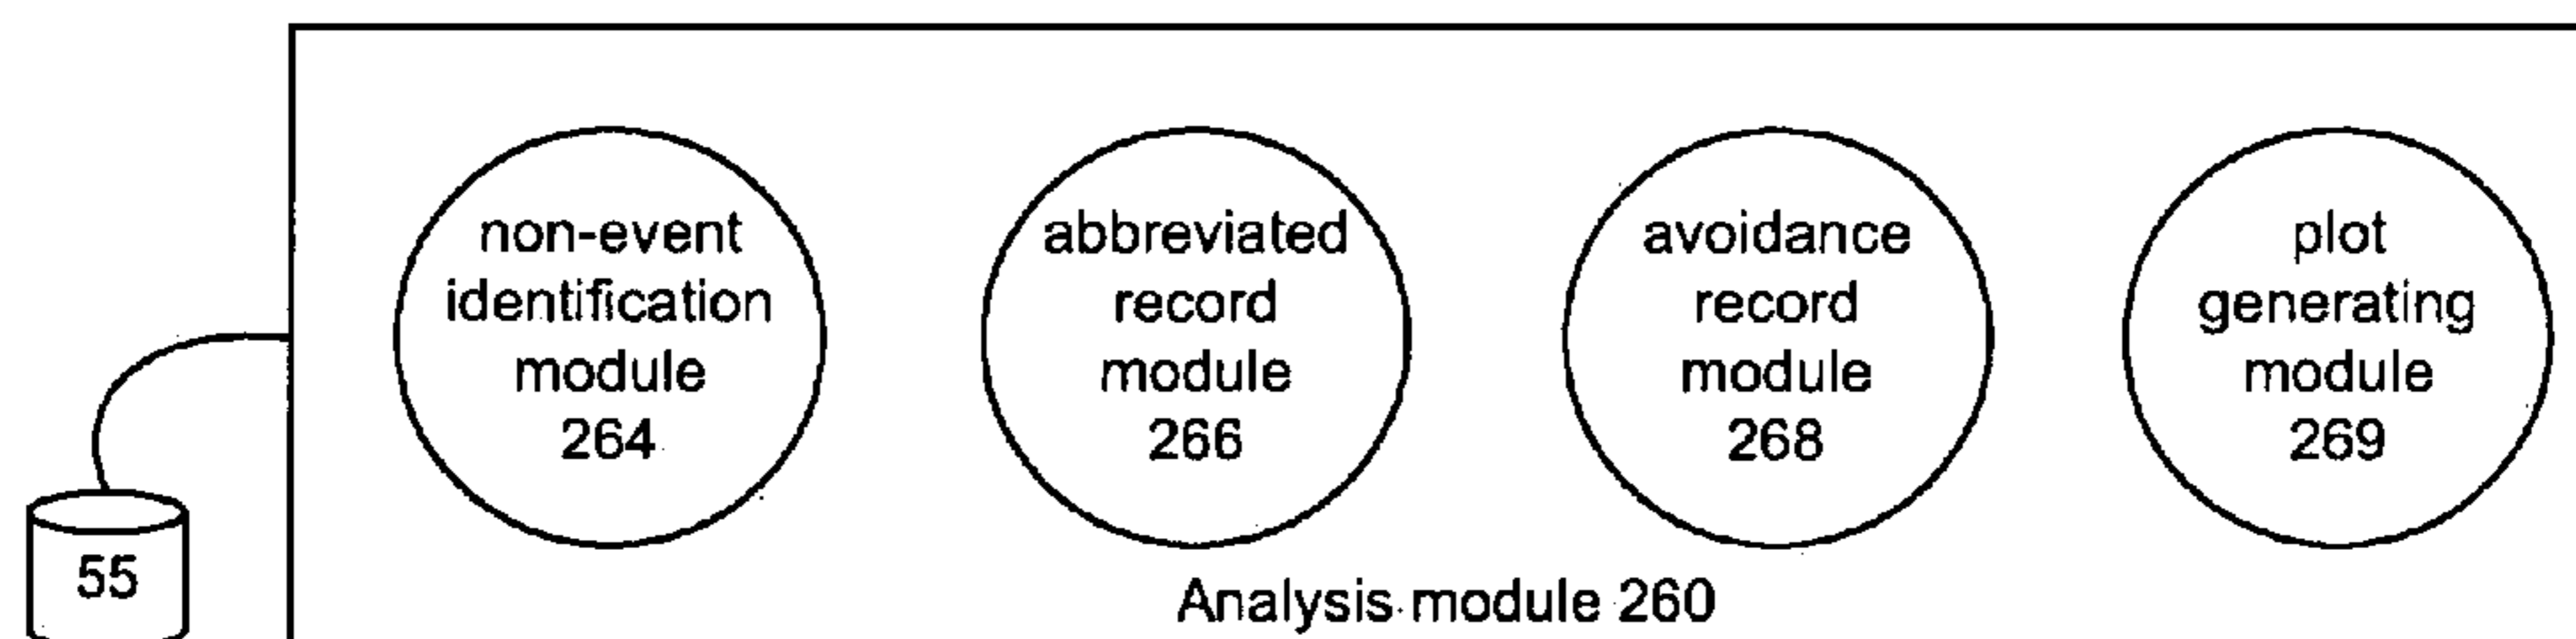 non-event
identification
module
264
abbreviated
record
module
266
avoidance
record
module
268
plot
generating
module
269
55
Analysis module 260